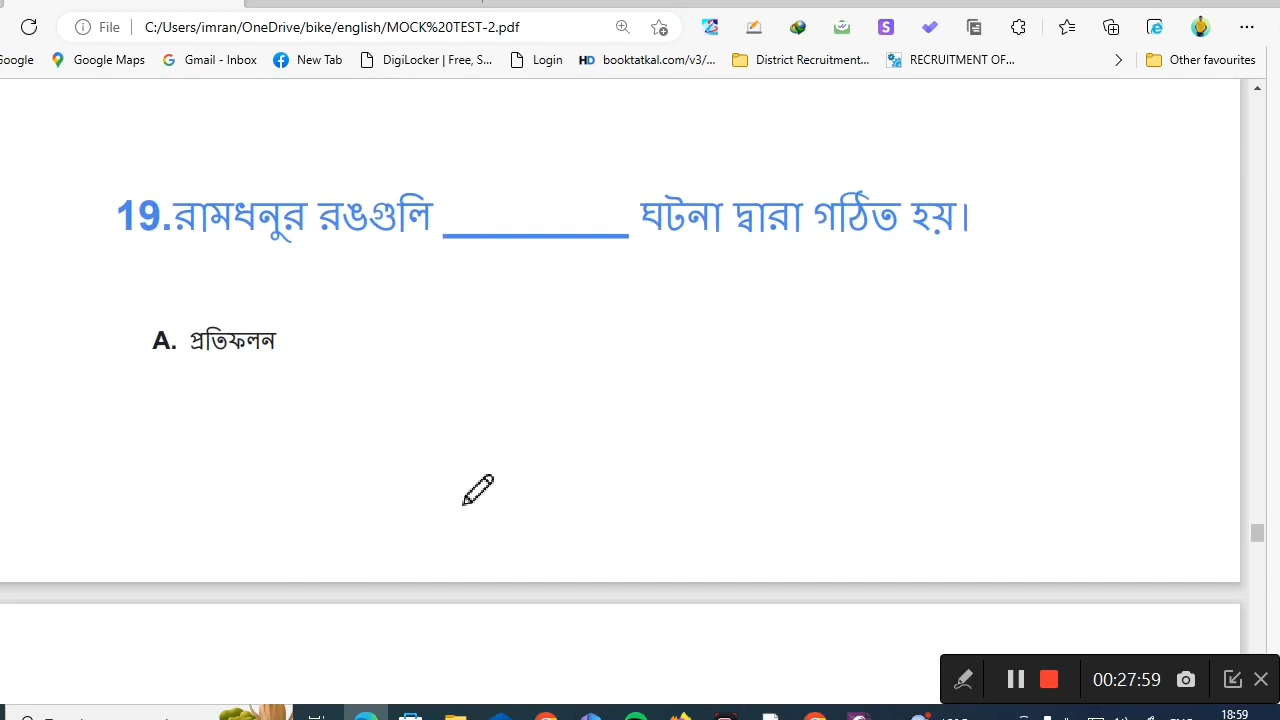 File C:/Users/imran/OneDrive/bike/english/MOCK%20TEST-2.pdf
Google Maps Gmail - Inbox New Tab DigiLocker | Free, S... Login HD booktatkal.com/v3/... District Recruitment... RECRUITMENT OF... Other favourites
19.রামধনুর রঙগুলি __________ ঘটনা দ্বারা গঠিত হয়।
A. প্রতিফলন
00:27:59
18:59